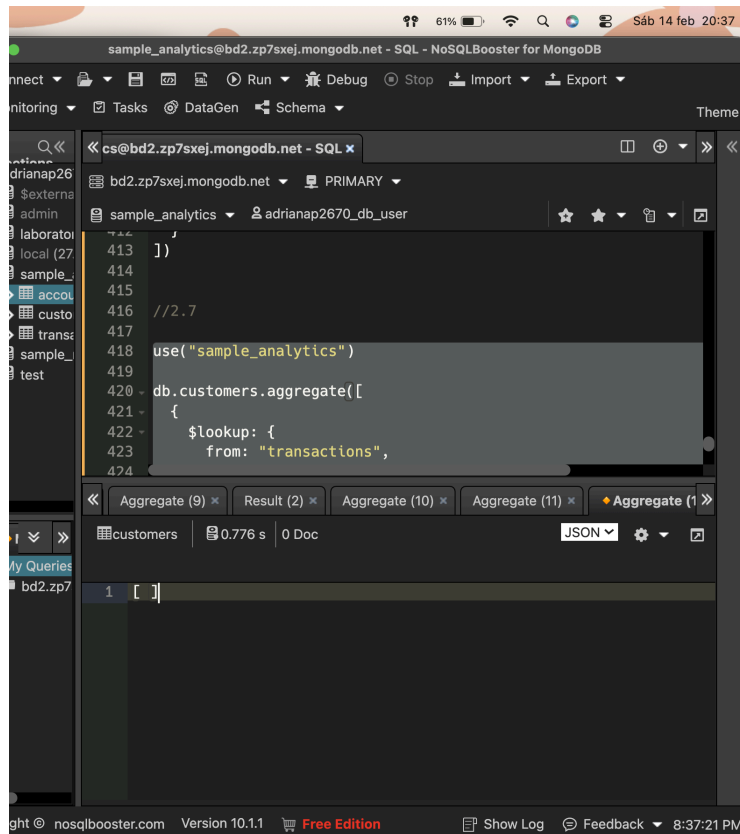 61% Sáb 14 feb 20:37
sample_analytics@bd2.zp7sxej.mongodb.net - SQL - NoSQLBooster for MongoDB
nnect Run Debug Stop Import Export
onitoring Tasks DataGen Schema Theme
cs@bd2.zp7sxej.mongodb.net - SQL ×
drianap26 bd2.zp7sxej.mongodb.net PRIMARY
$externa
admin sample_analytics adrianap2670_db_user
laborator
local (27
sample_
accou
custo
transa
sample_
test
412 }
413 ])
414
415
416 //2.7
417
418 use("sample_analytics")
419
420 db.customers.aggregate([
421 {
422 $lookup: {
423 from: "transactions",
424
Aggregate (9) × Result (2) × Aggregate (10) × Aggregate (11) × Aggregate (1
customers 0.776 s 0 Doc JSON
My Queries
bd2.zp7
1 [ ]
ght © nosqlbooster.com Version 10.1.1 Free Edition Show Log Feedback 8:37:21 PM